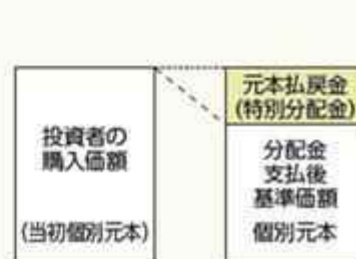 投資者の
購入価額
(当初個別元本)
元本払戻金
(特別分配金)
分配金
支払後
基準価額
個別元本